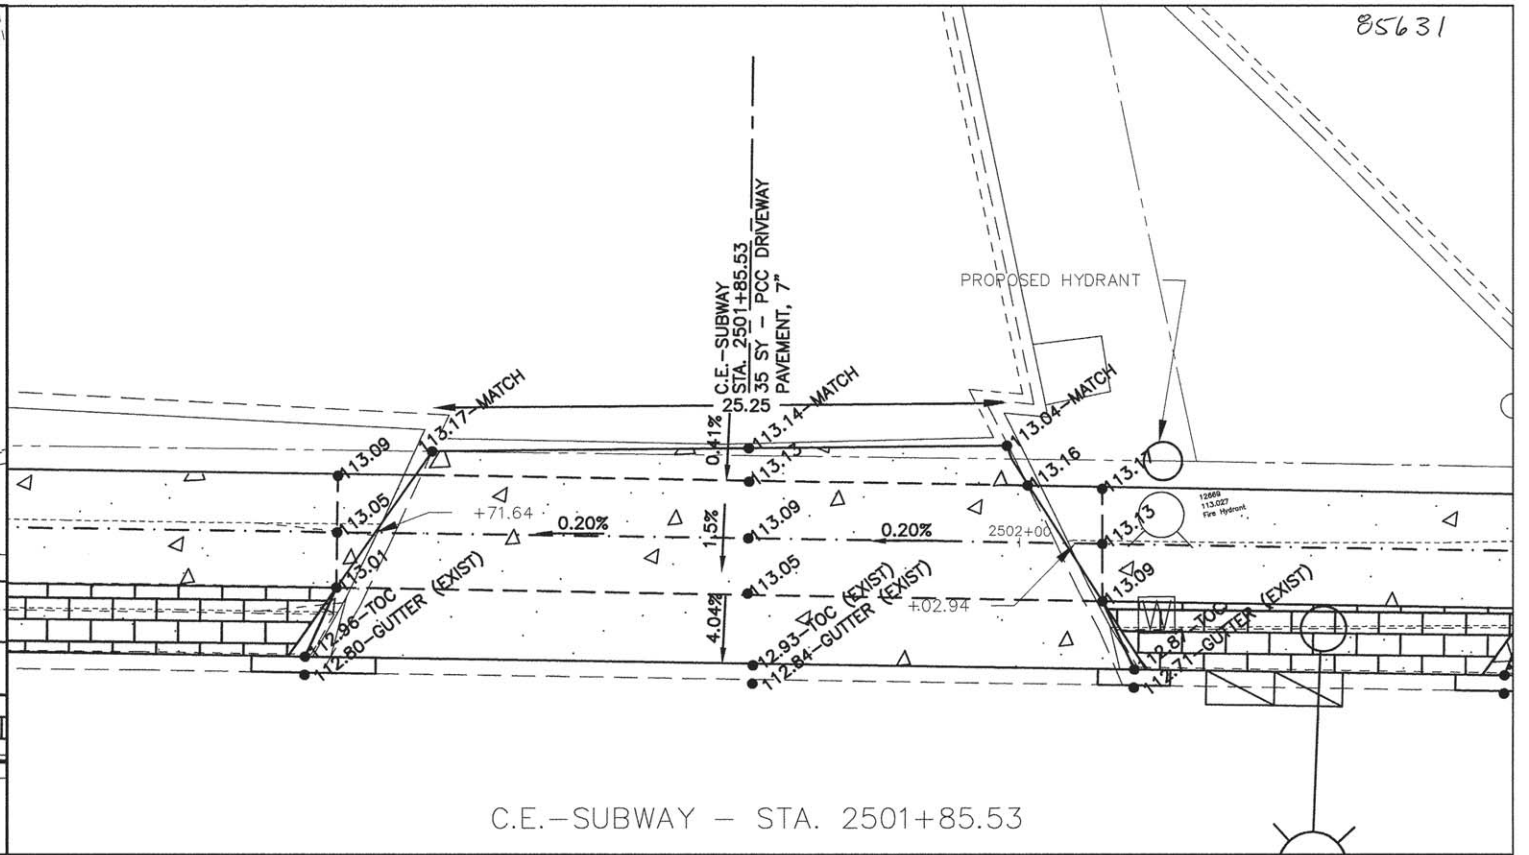 85631
C.E.-SUBWAY
STA. 2501+85.53
35 SY - PCC DRIVEWAY
PAVEMENT, 7"
PROPOSED HYDRANT
25.25
113.17-MATCH
113.14-MATCH
113.04-MATCH
0.41%
113.09
113.13
113.16
113.17
12669
113.027
Fire Hydrant
113.05
+71.64
0.20%
1.5%
113.09
0.20%
2502+00
113.13
113.01
113.05
113.09
112.96-TOC
112.80-GUTTER (EXIST)
4.04%
112.93-TOC (EXIST)
112.84-GUTTER (EXIST)
+02.94
112.87-TOC
112.71-GUTTER (EXIST)
C.E.-SUBWAY - STA. 2501+85.53